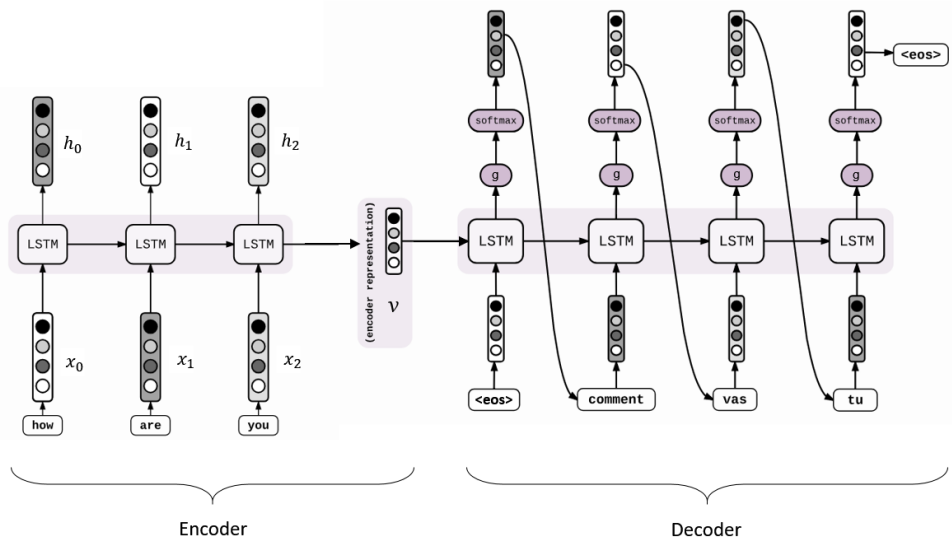 h₀
h₁
h₂
LSTM
LSTM
LSTM
x₀
x₁
x₂
how
are
you
Encoder
(encoder representation)
v
softmax
softmax
softmax
softmax
g
g
g
g
LSTM
LSTM
LSTM
LSTM
<eos>
<eos>
comment
vas
tu
Decoder